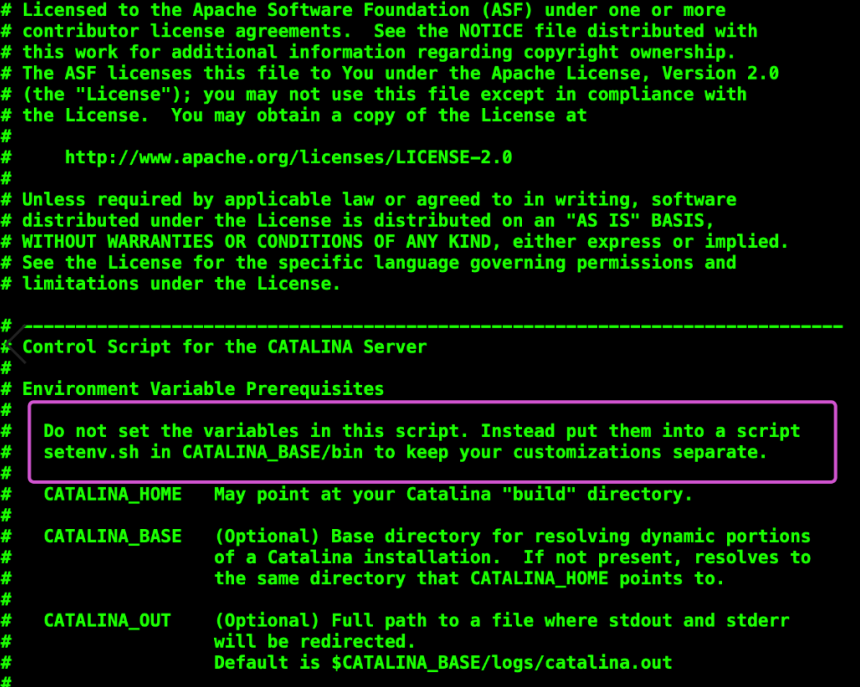 # Licensed to the Apache Software Foundation (ASF) under one or more
# contributor license agreements.  See the NOTICE file distributed with
# this work for additional information regarding copyright ownership.
# The ASF licenses this file to You under the Apache License, Version 2.0
# (the "License"); you may not use this file except in compliance with
# the License.  You may obtain a copy of the License at
#
#     http://www.apache.org/licenses/LICENSE-2.0
#
# Unless required by applicable law or agreed to in writing, software
# distributed under the License is distributed on an "AS IS" BASIS,
# WITHOUT WARRANTIES OR CONDITIONS OF ANY KIND, either express or implied.
# See the License for the specific language governing permissions and
# limitations under the License.

# -----------------------------------------------------------------------------
# Control Script for the CATALINA Server
#
# Environment Variable Prerequisites
#
#   Do not set the variables in this script. Instead put them into a script
#   setenv.sh in CATALINA_BASE/bin to keep your customizations separate.
#
#   CATALINA_HOME   May point at your Catalina "build" directory.
#
#   CATALINA_BASE   (Optional) Base directory for resolving dynamic portions
#                   of a Catalina installation.  If not present, resolves to
#                   the same directory that CATALINA_HOME points to.
#
#   CATALINA_OUT    (Optional) Full path to a file where stdout and stderr
#                   will be redirected.
#                   Default is $CATALINA_BASE/logs/catalina.out
#